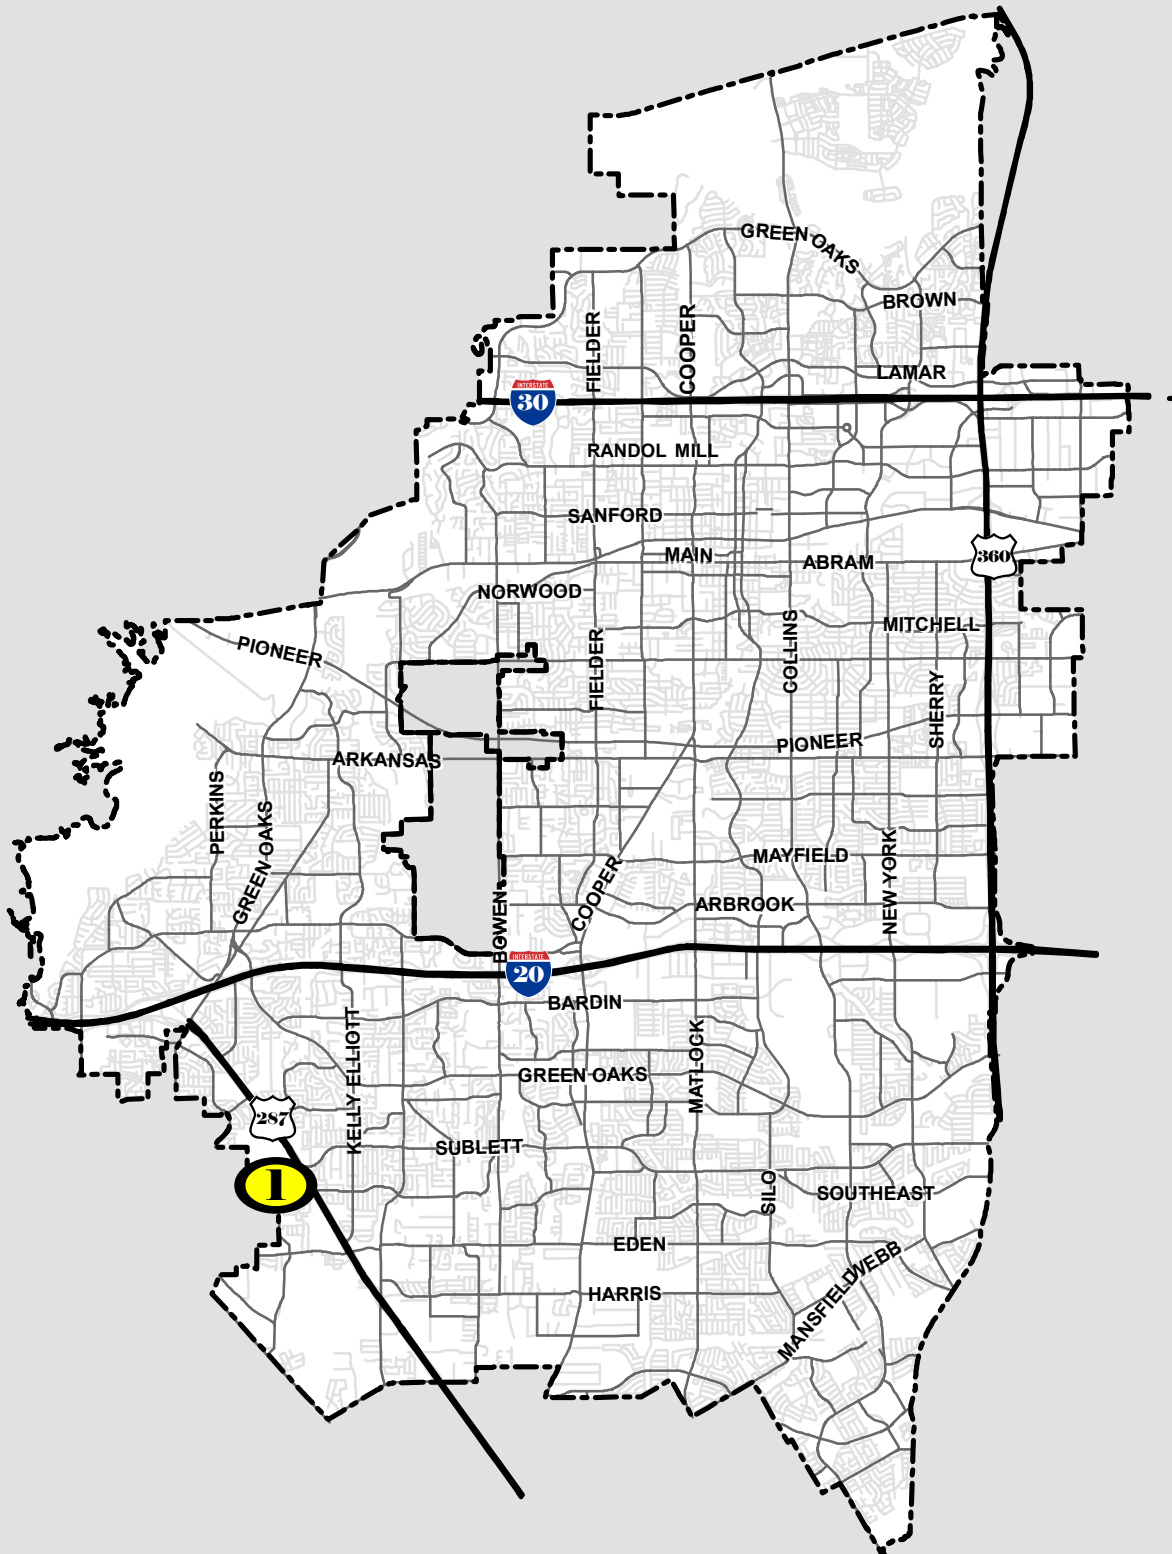 GREEN OAKS
BROWN
FIELDER
COOPER
LAMAR
INTERSTATE
30
RANDOL MILL
SANFORD
MAIN
ABRAM
360
NORWOOD
PIONEER
MITCHELL
COLLINS
FIELDER
SHERRY
PIONEER
ARKANSAS
PERKINS
GREEN OAKS
MAYFIELD
NEW YORK
COOPER
ARBROOK
BOWEN
INTERSTATE
20
BARDIN
KELLY ELLIOTT
MATLOCK
GREEN OAKS
287
SUBLETT
1
SILO
SOUTHEAST
EDEN
WEBB
HARRIS
MANSFIELD